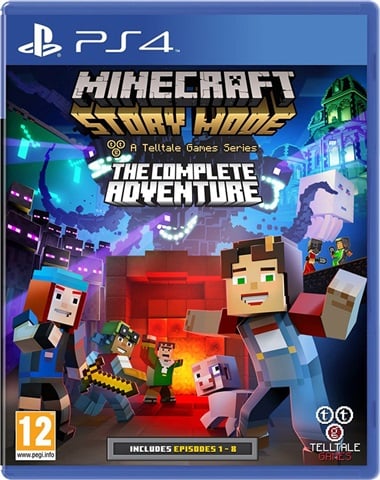 PS4
MINECRAFT
STORY MODE
A Telltale Games Series
THE COMPLETE
ADVENTURE
12
www.pegi.info
INCLUDES EPISODES 1 - 8
tt
g
TELLTALE
GAMES